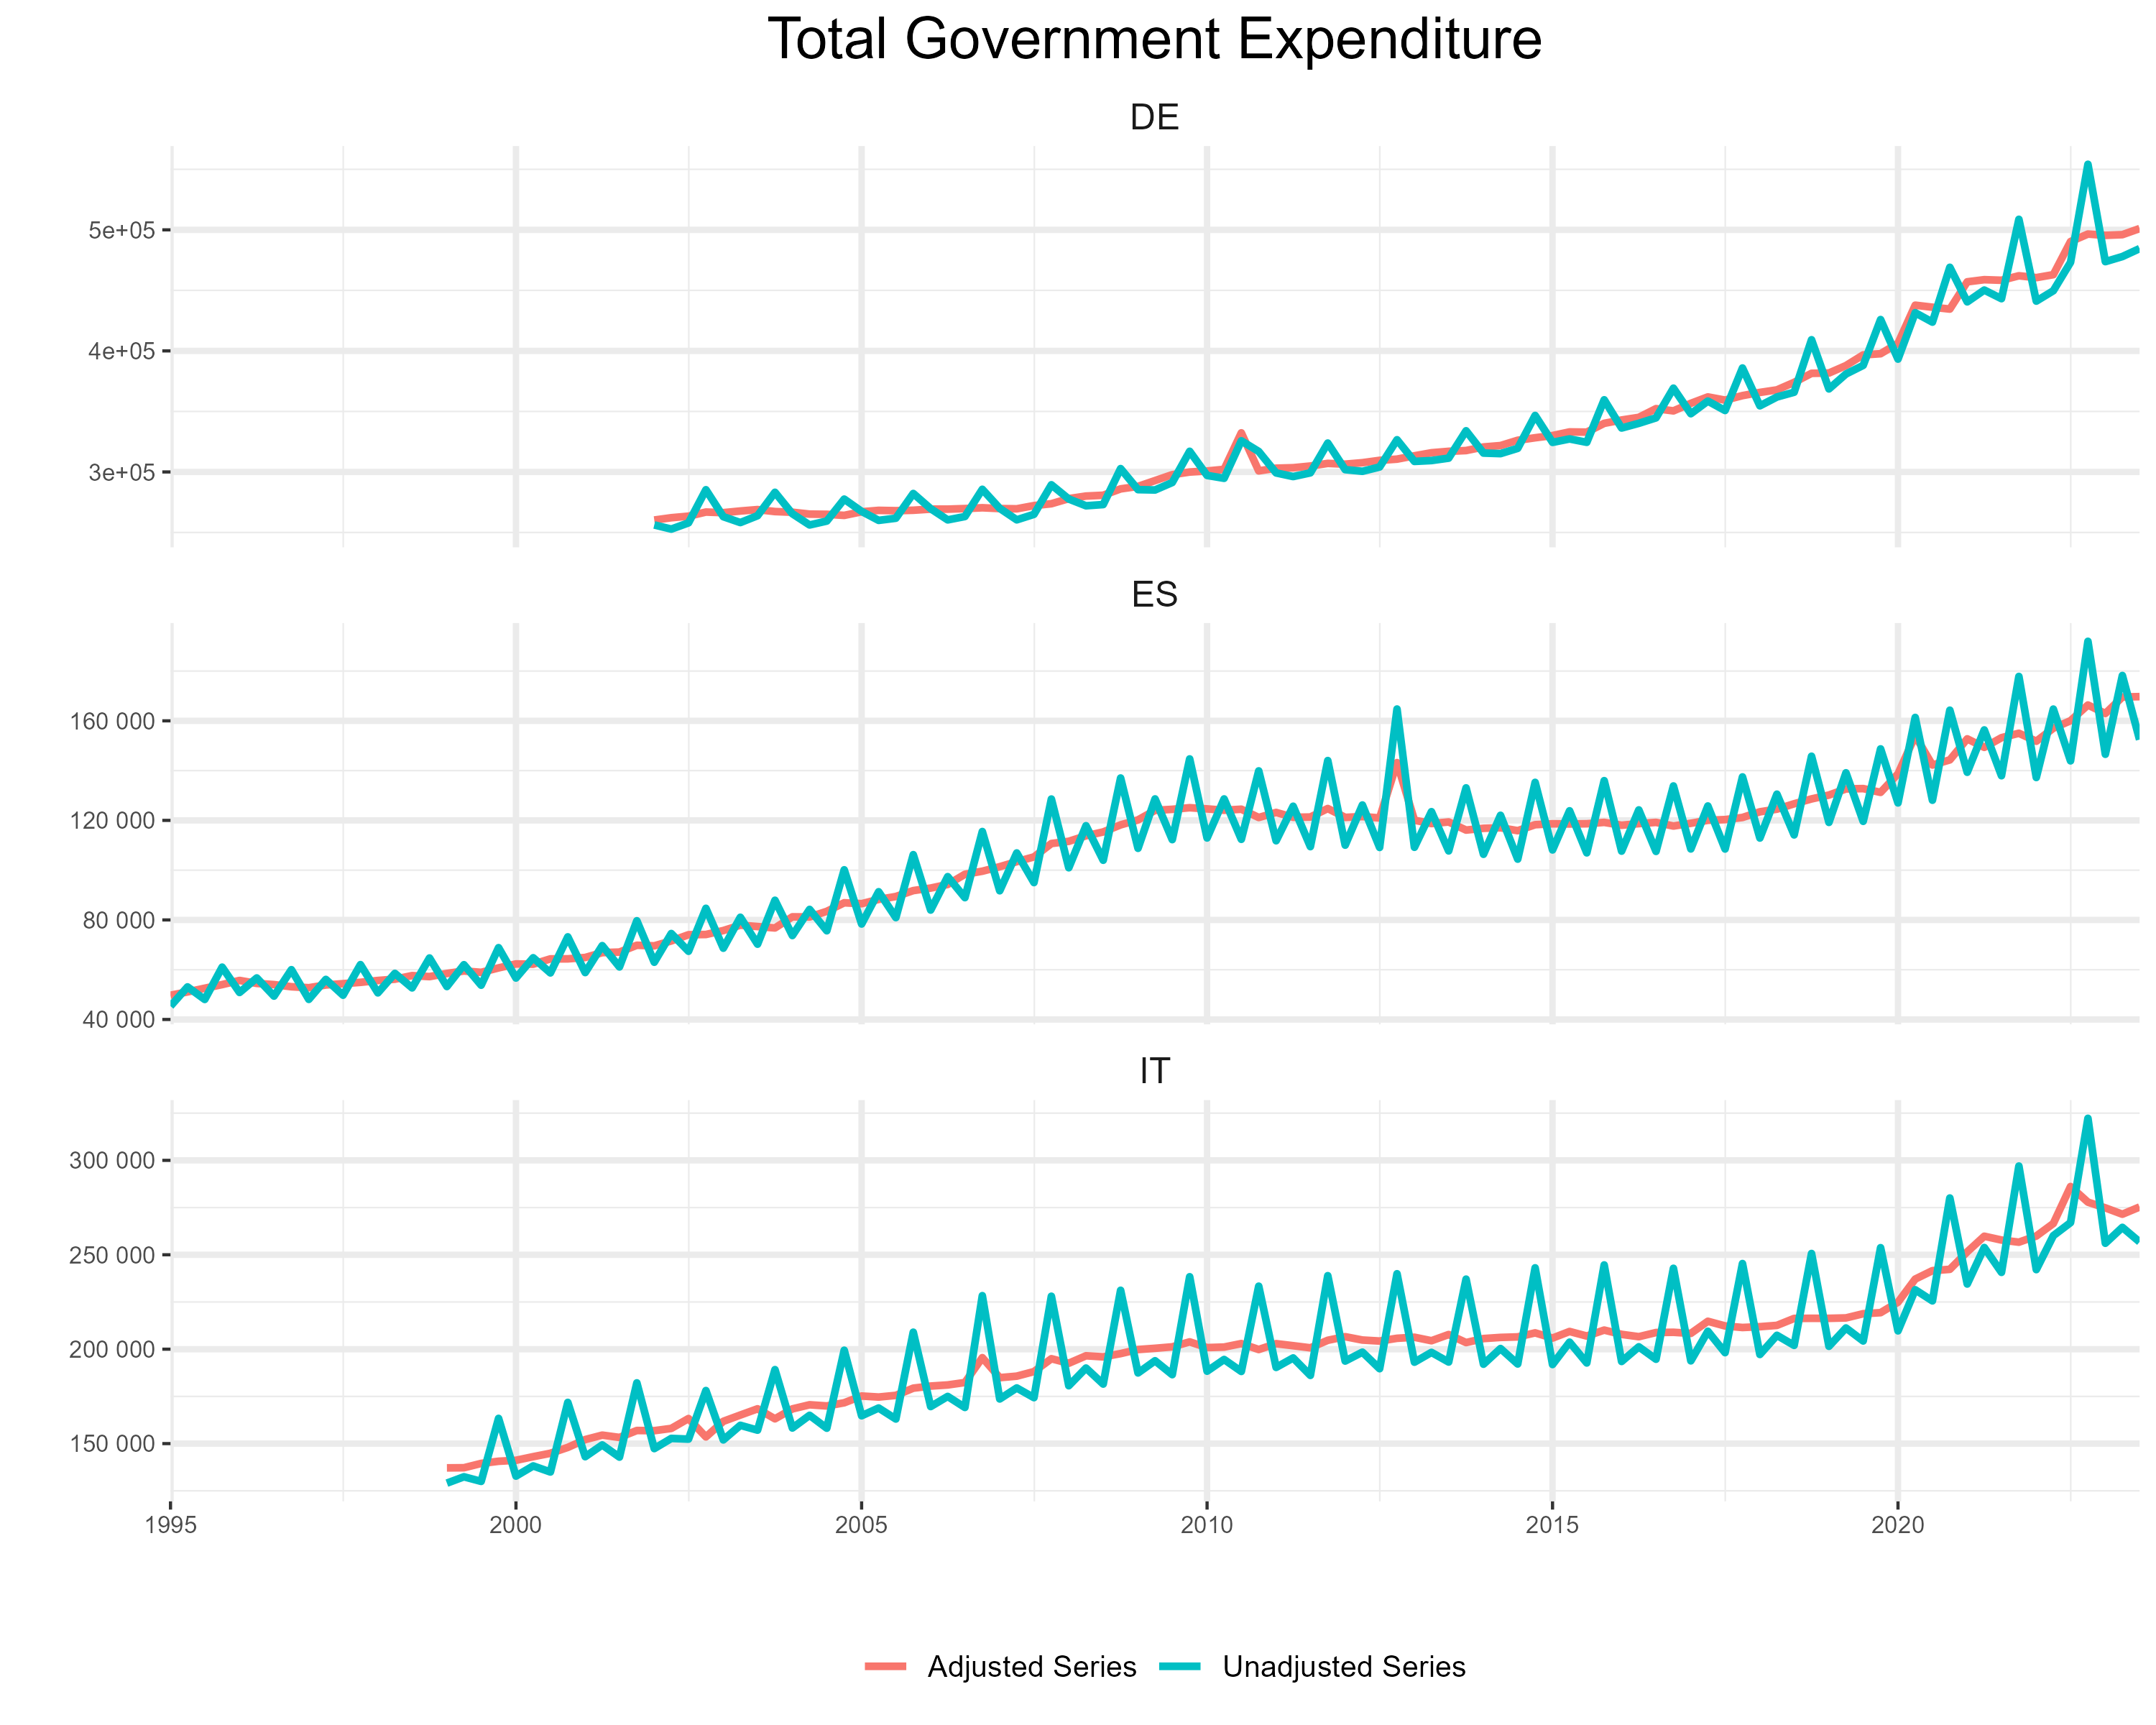 Total Government Expenditure
DE
5e+05
4e+05
3e+05
ES
160 000
120 000
80 000
40 000
IT
300 000
250 000
200 000
150 000
1995 2000 2005 2010 2015 2020
Adjusted Series Unadjusted Series